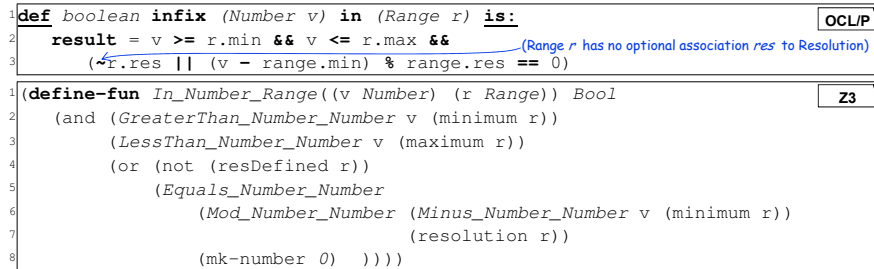 1 def boolean infix (Number v) in (Range r) is: OCL/P
2 result = v >= r.min && v <= r.max &&
(Range r has no optional association res to Resolution)
3 (~r.res || (v - range.min) % range.res == 0)
1 (define-fun In_Number_Range((v Number) (r Range)) Bool Z3
2 (and (GreaterThan_Number_Number v (minimum r))
3 (LessThan_Number_Number v (maximum r))
4 (or (not (resDefined r))
5 (Equals_Number_Number
6 (Mod_Number_Number (Minus_Number_Number v (minimum r))
7 (resolution r))
8 (mk-number 0) ))))